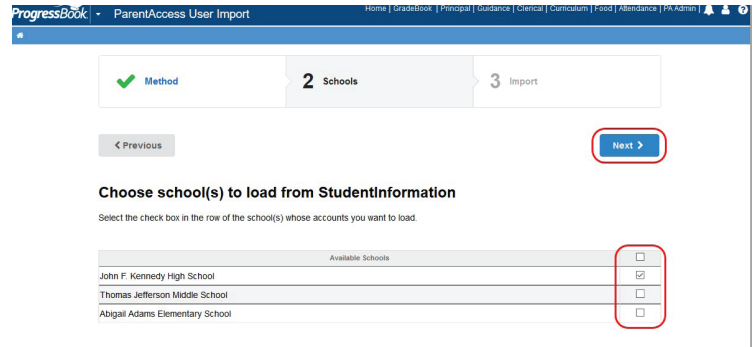 ProgressBook ParentAccess User Import Home | GradeBook | Principal | Guidance | Clerical | Curriculum | Food | Attendance | PA Admin |
Method 2 Schools 3 Import
Previous Next
Choose school(s) to load from StudentInformation
Select the check box in the row of the school(s) whose accounts you want to load.
Available Schools
John F. Kennedy High School
Thomas Jefferson Middle School
Abigail Adams Elementary School